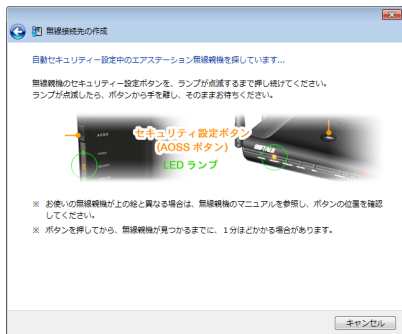 無線接続先の作成
自動セキュリティー設定中のエアステーション無線親機を探しています...
無線親機のセキュリティー設定ボタンを、ランプが点滅するまで押し続けてください。
ランプが点滅したら、ボタンから手を離し、そのままお待ちください。
AOSS
セキュリティ設定ボタン
(AOSS ボタン)
LED ランプ
BUFFALO
※ お使いの無線親機が上の絵と異なる場合は、無線親機のマニュアルを参照し、ボタンの位置を確認
してください。
※ ボタンを押してから、無線親機が見つかるまでに、1分ほどかかる場合があります。
キャンセル